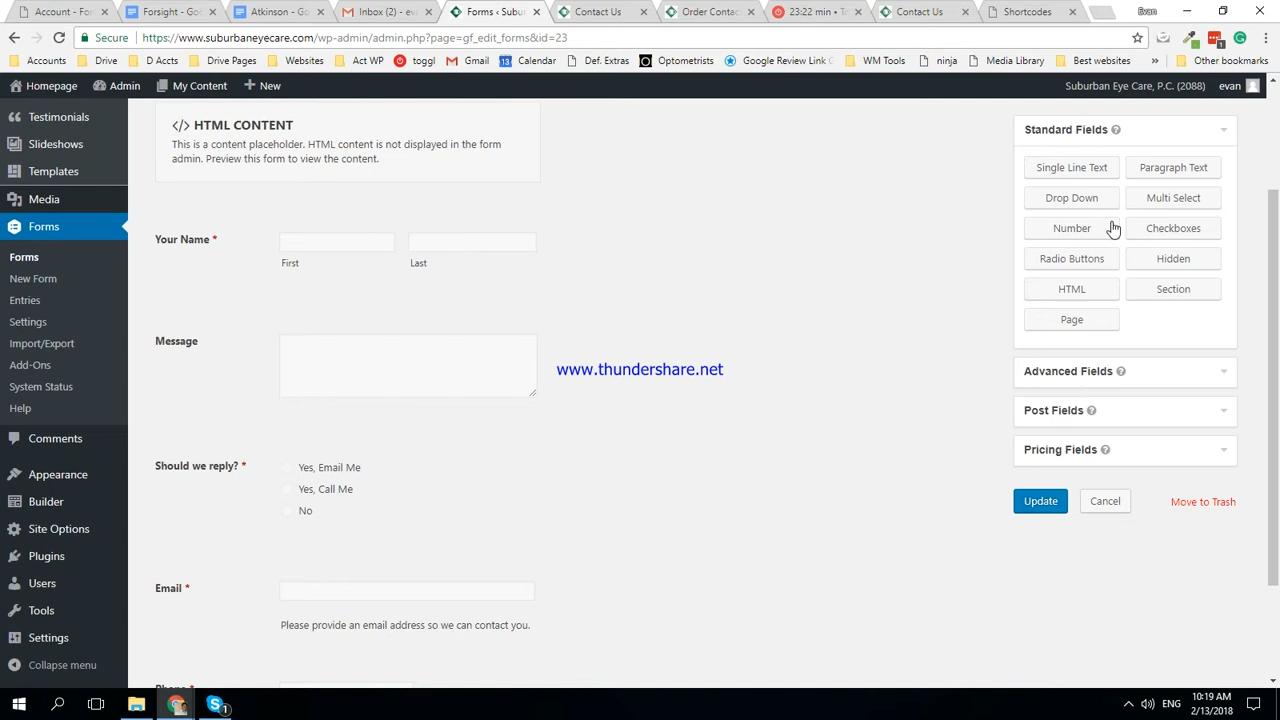 Account - For
Forsight - Go
Atkinson - Goo
Inbox (2) - eva
Forms ‹ Subur
Contact Us
Order Contac
23:22 min • To
Contact Us
Shortcodes
Evan
Secure
https://www.suburbaneyecare.com/wp-admin/admin.php?page=gf_edit_forms&id=23
Accounts
Drive
D Accts
Drive Pages
Websites
Act WP
toggl
Gmail
13
Calendar
Def. Extras
Optometrists
Google Review Link
WM Tools
ninja
Media Library
Best websites
»
Other bookmarks
Homepage
Admin
My Content
New
Suburban Eye Care, P.C. (2088)
evan
Testimonials
Slideshows
Templates
Media
Forms
Forms
New Form
Entries
Settings
Import/Export
Add-Ons
System Status
Help
Comments
Appearance
Builder
Site Options
Plugins
Users
Tools
Settings
Collapse menu
</> HTML CONTENT
This is a content placeholder. HTML content is not displayed in the form
admin. Preview this form to view the content.
Your Name *
First
Last
Message
www.thundershare.net
Should we reply? *
Yes, Email Me
Yes, Call Me
No
Email *
Please provide an email address so we can contact you.
Phone *
Standard Fields
Single Line Text
Paragraph Text
Drop Down
Multi Select
Number
Checkboxes
Radio Buttons
Hidden
HTML
Section
Page
Advanced Fields
Post Fields
Pricing Fields
Update
Cancel
Move to Trash
ENG
10:19 AM
2/13/2018